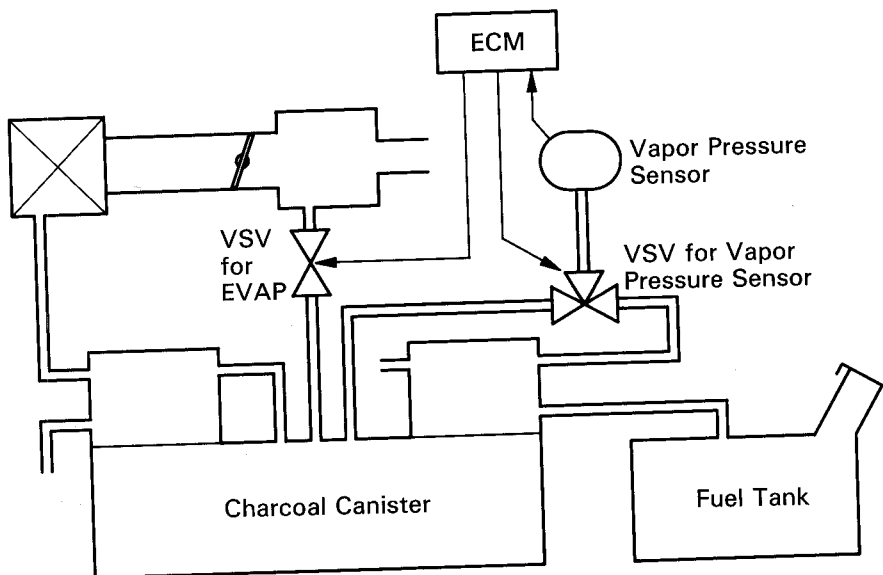 ECM
Vapor Pressure
Sensor
VSV
for
EVAP
VSV for Vapor
Pressure Sensor
Charcoal Canister
Fuel Tank